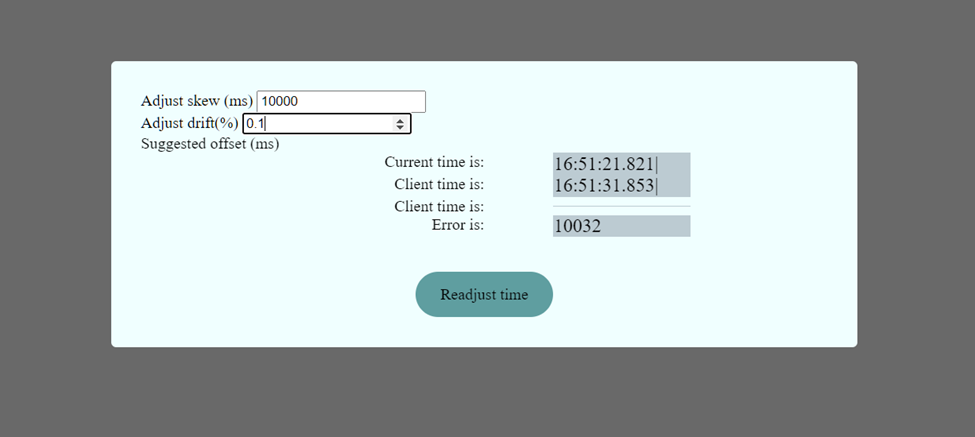 Adjust skew (ms) 10000
Adjust drift(%) 0.1
Suggested offset (ms)
Current time is: 16:51:21.821|
Client time is: 16:51:31.853|
Client time is:
Error is: 10032
Readjust time